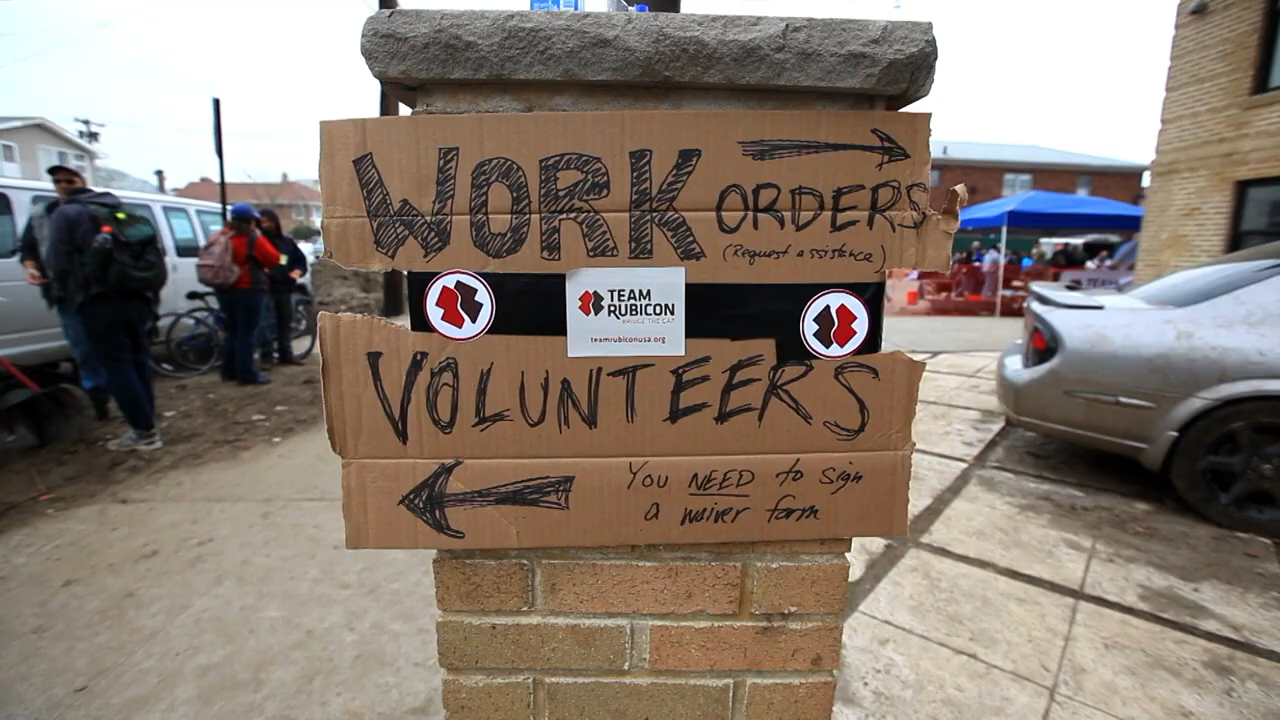 WORK ORDERS
(Request assistance)
TEAM
RUBICON
BRIDGE THE GAP
teamrubiconusa.org
VOLUNTEERS
You NEED to sign
a waiver form